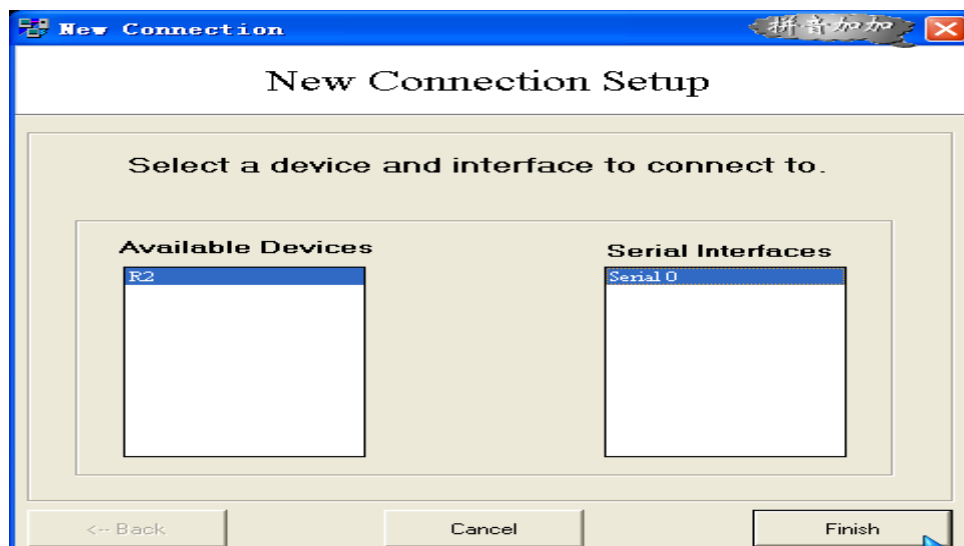 New Connection
拼音加加
New Connection Setup
Select a device and interface to connect to.
Available Devices
Serial Interfaces
R2
Serial 0
<-- Back
Cancel
Finish